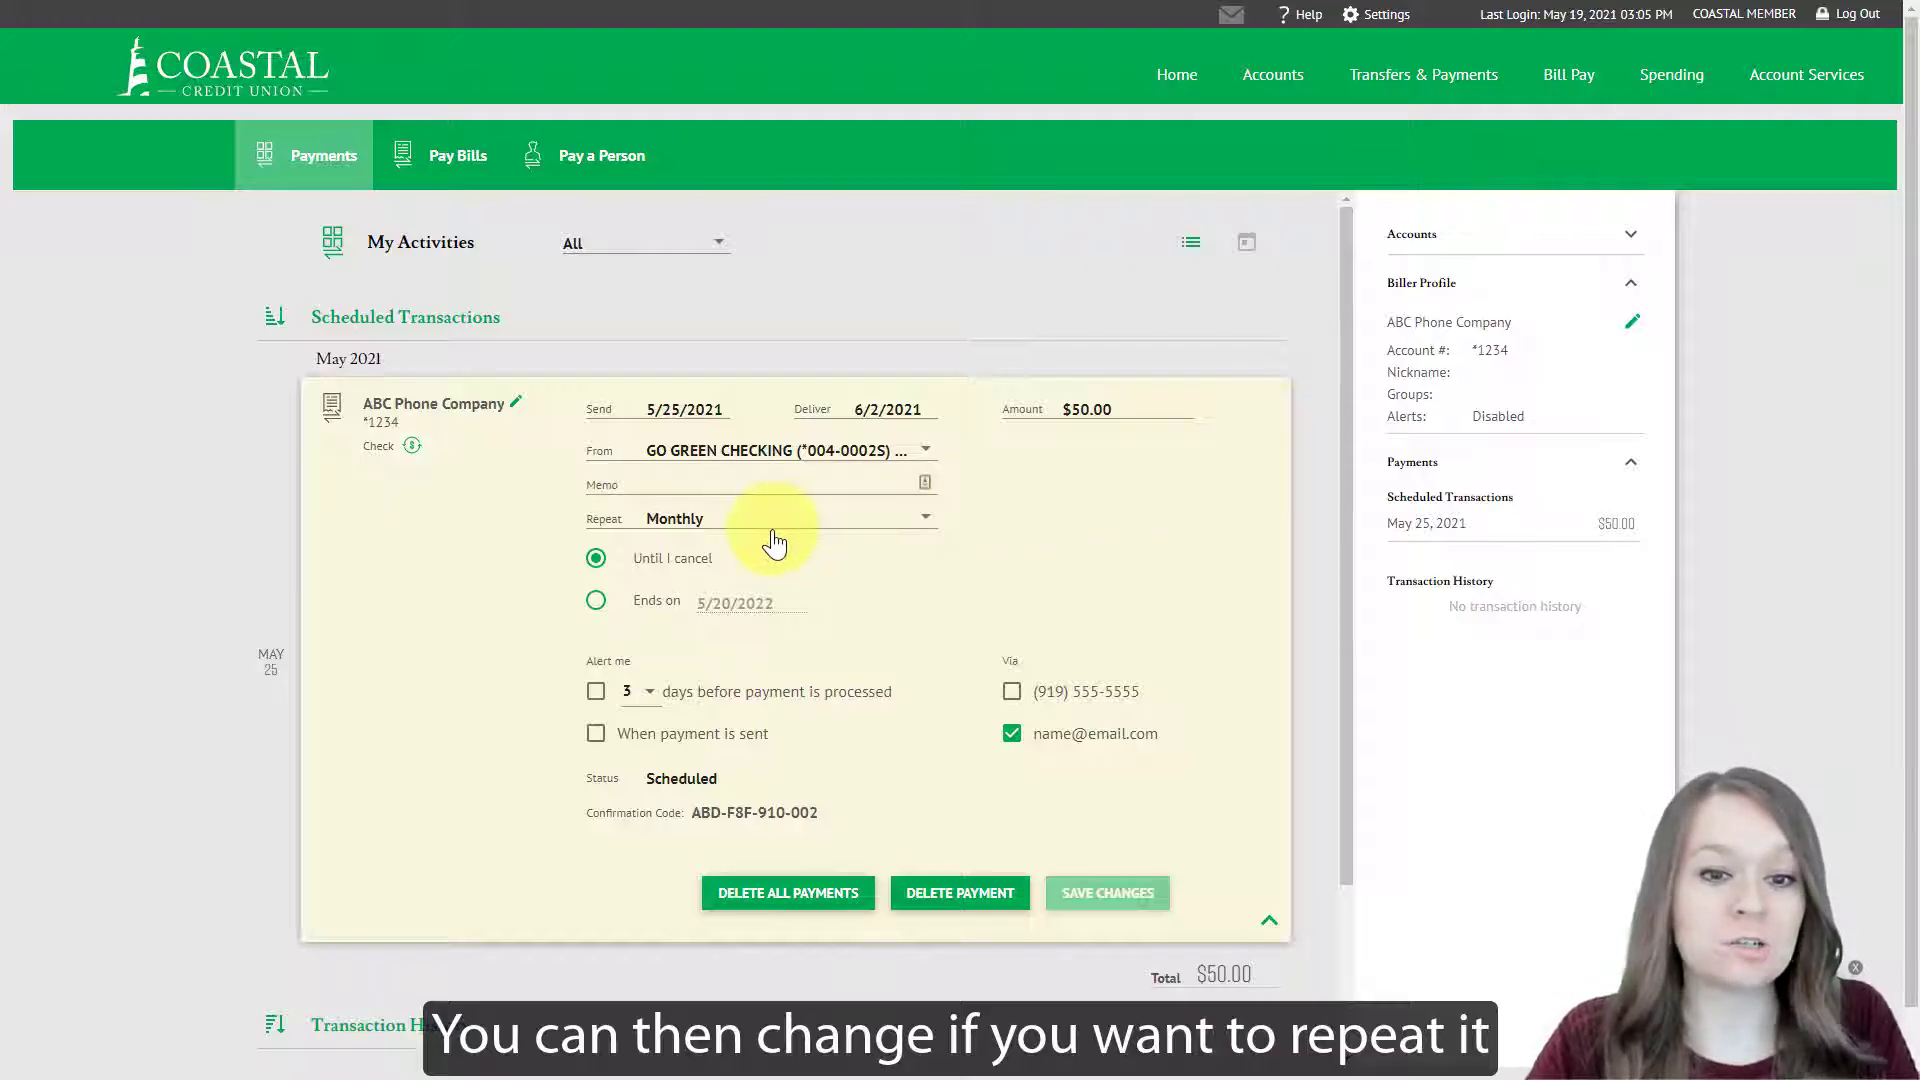 Help
Settings
Last Login: May 19, 2021 03:05 PM
COASTAL MEMBER
Log Out
COASTAL
CREDIT UNION
Home
Accounts
Transfers & Payments
Bill Pay
Spending
Account Services
Payments
Pay Bills
Pay a Person
My Activities
All
Scheduled Transactions
May 2021
MAY
25
ABC Phone Company
*1234
Check
Send 5/25/2021
Deliver 6/2/2021
Amount $50.00
From GO GREEN CHECKING (*004-0002S) ...
Memo
Repeat Monthly
Until I cancel
Ends on 5/20/2022
Alert me
3 days before payment is processed
When payment is sent
Via
(919) 555-5555
name@email.com
Status Scheduled
Confirmation Code: ABD-F8F-910-002
DELETE ALL PAYMENTS
DELETE PAYMENT
SAVE CHANGES
Total $50.00
Transaction
Accounts
Biller Profile
ABC Phone Company
Account #: *1234
Nickname:
Groups:
Alerts: Disabled
Payments
Scheduled Transactions
May 25, 2021 $50.00
Transaction History
No transaction history
X
You can then change if you want to repeat it